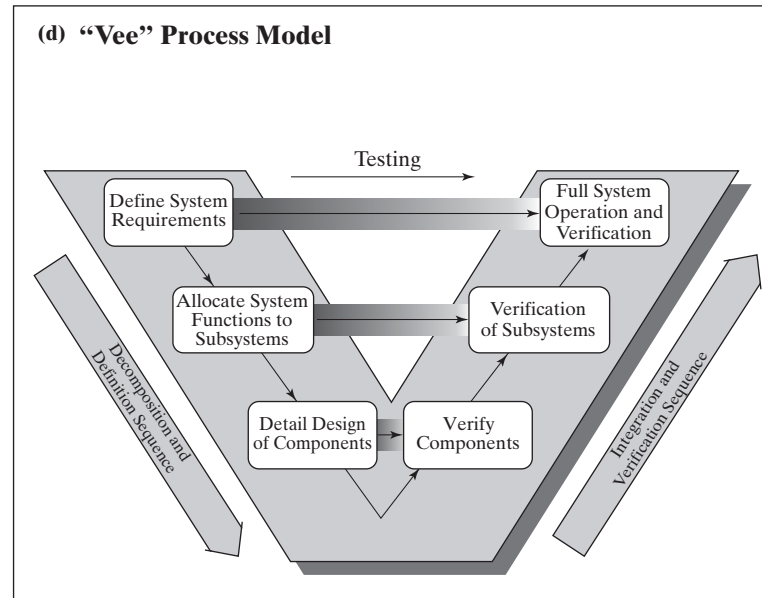 (d) “Vee” Process Model
Testing
Define System
Requirements
Full System
Operation and
Verification
Allocate System
Functions to
Subsystems
Verification
of Subsystems
Detail Design
of Components
Verify
Components
Decomposition and
Definition Sequence
Integration and
Verification Sequence